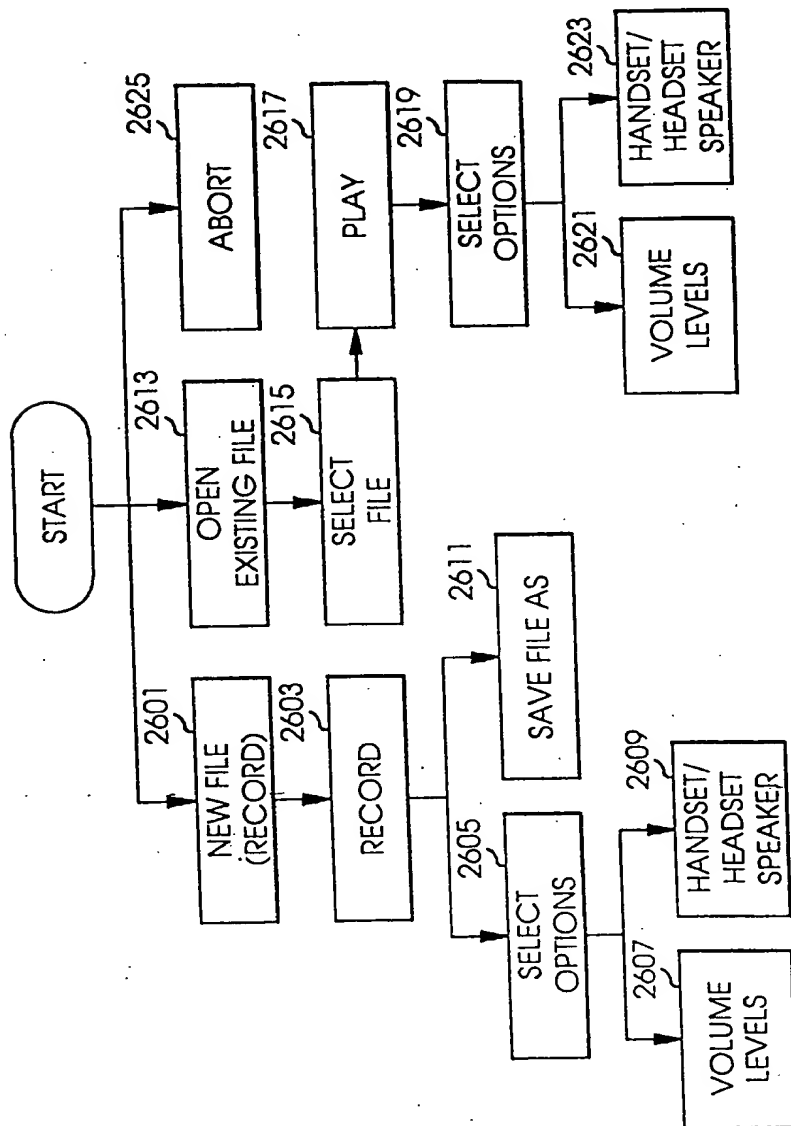 START
2601
NEW FILE
(RECORD)
2603
RECORD
2605
SELECT
OPTIONS
2607
VOLUME
LEVELS
2609
HANDSET/
HEADSET
SPEAKER
2611
SAVE FILE AS
2613
OPEN
EXISTING FILE
2615
SELECT
FILE
2625
ABORT
2617
PLAY
2619
SELECT
OPTIONS
2621
VOLUME
LEVELS
2623
HANDSET/
HEADSET
SPEAKER